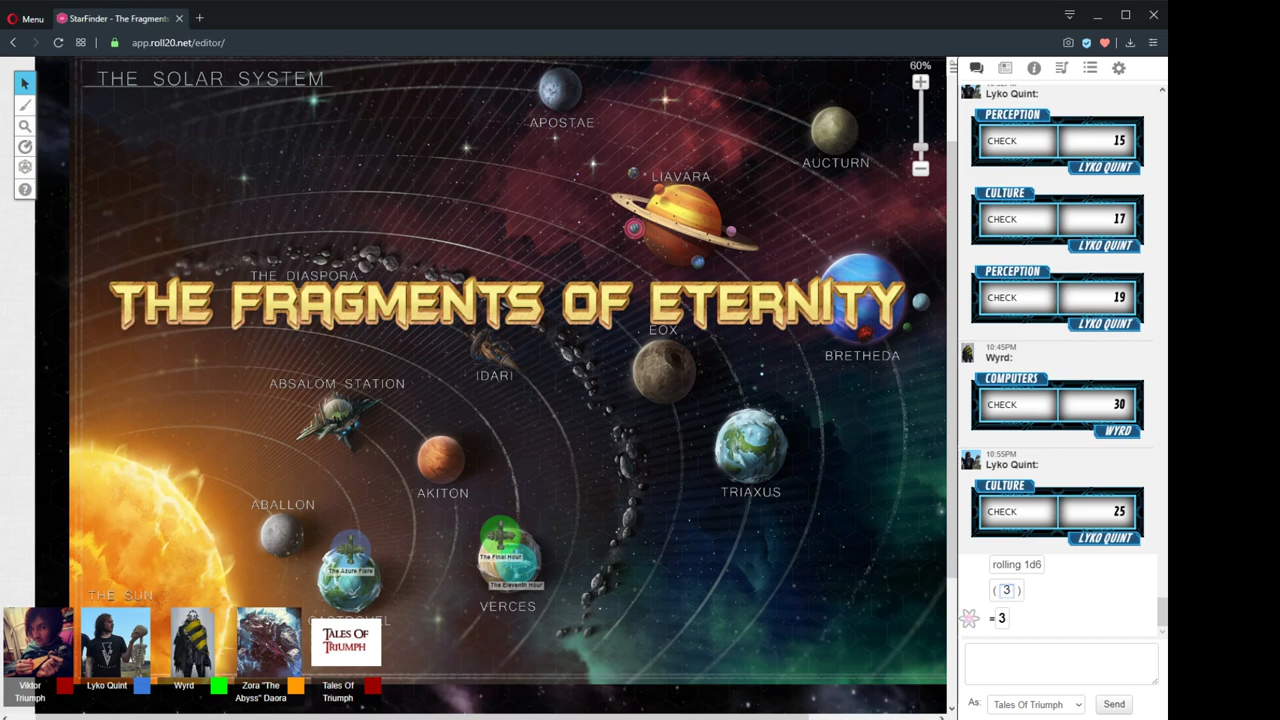 Menu
StarFinder - The Fragments
app.roll20.net/editor/
THE SOLAR SYSTEM
60%
APOSTAE
AUCTURN
LIAVARA
THE DIASPORA
THE FRAGMENTS OF ETERNITY
EOX
BRETHEDA
IDARI
ABSALOM STATION
AKITON
TRIAXUS
ABALLON
The Final Hour
The Azure Flare
The Eleventh Hour
THE SUN
VERCES
TALES OF
TRIUMPH
Viktor
Triumph
Lyko Quint
Wyrd
Zora "The
Abyss" Daora
Tales Of
Triumph
Lyko Quint:
PERCEPTION
CHECK
15
LYKO QUINT
CULTURE
CHECK
17
LYKO QUINT
PERCEPTION
CHECK
19
LYKO QUINT
10:45PM
Wyrd:
COMPUTERS
CHECK
30
WYRD
10:55PM
Lyko Quint:
CULTURE
CHECK
25
LYKO QUINT
rolling 1d6
( 3 )
= 3
As:
Tales Of Triumph
Send